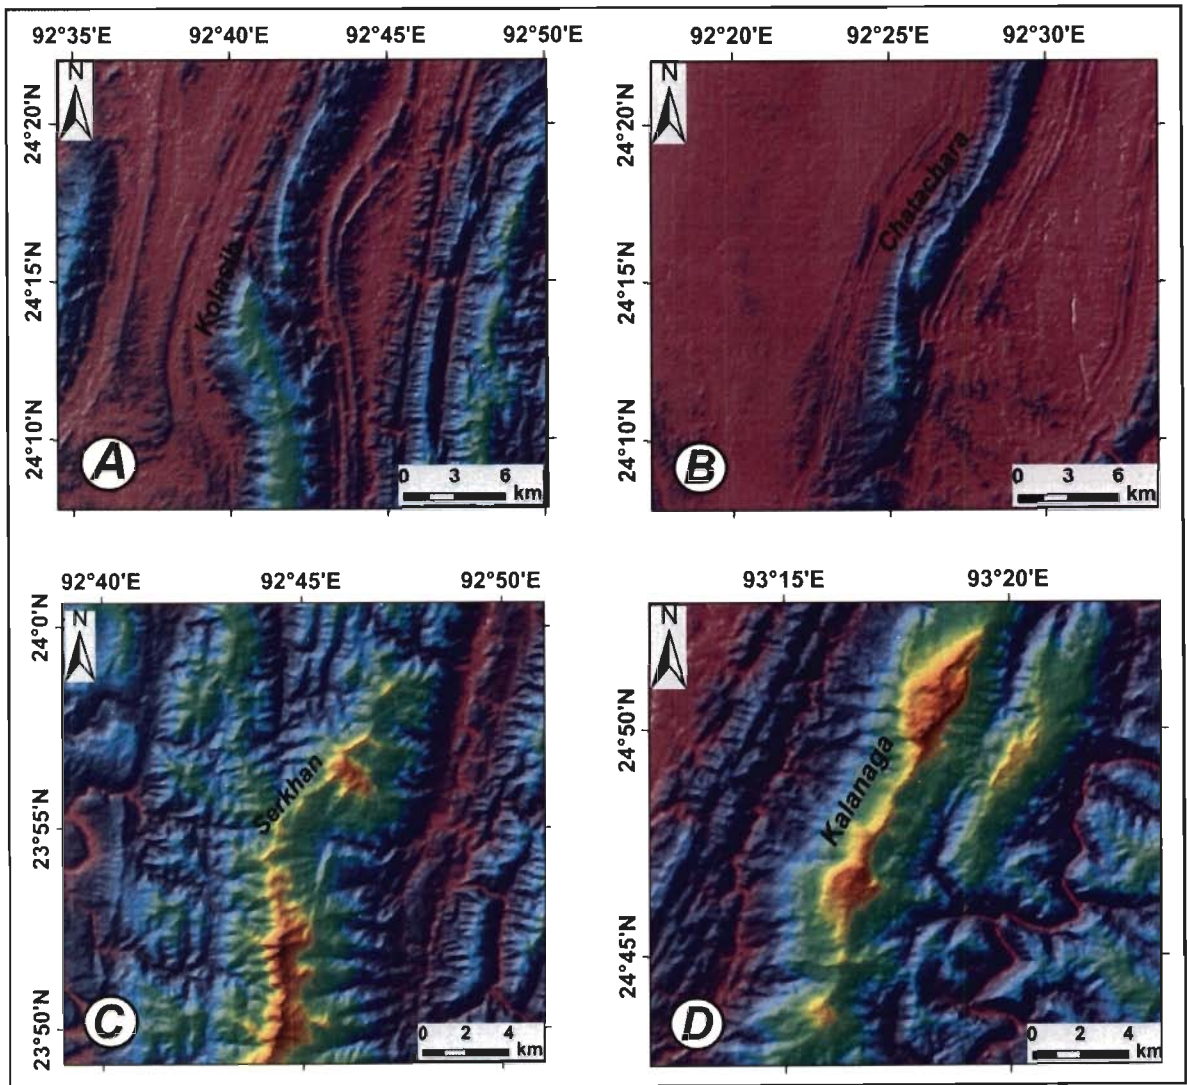 92°35'E 92°40'E 92°45'E 92°50'E
92°20'E 92°25'E 92°30'E
N
N
24°20'N
24°15'N
24°10'N
Kolasib
A
0 3 6
km
24°20'N
24°15'N
24°10'N
Chatachara
B
0 3 6
km
92°40'E 92°45'E 92°50'E
93°15'E 93°20'E
N
N
24°0'N
23°55'N
23°50'N
Serkhan
C
0 2 4
km
24°50'N
24°45'N
Kalanaga
D
0 2 4
km